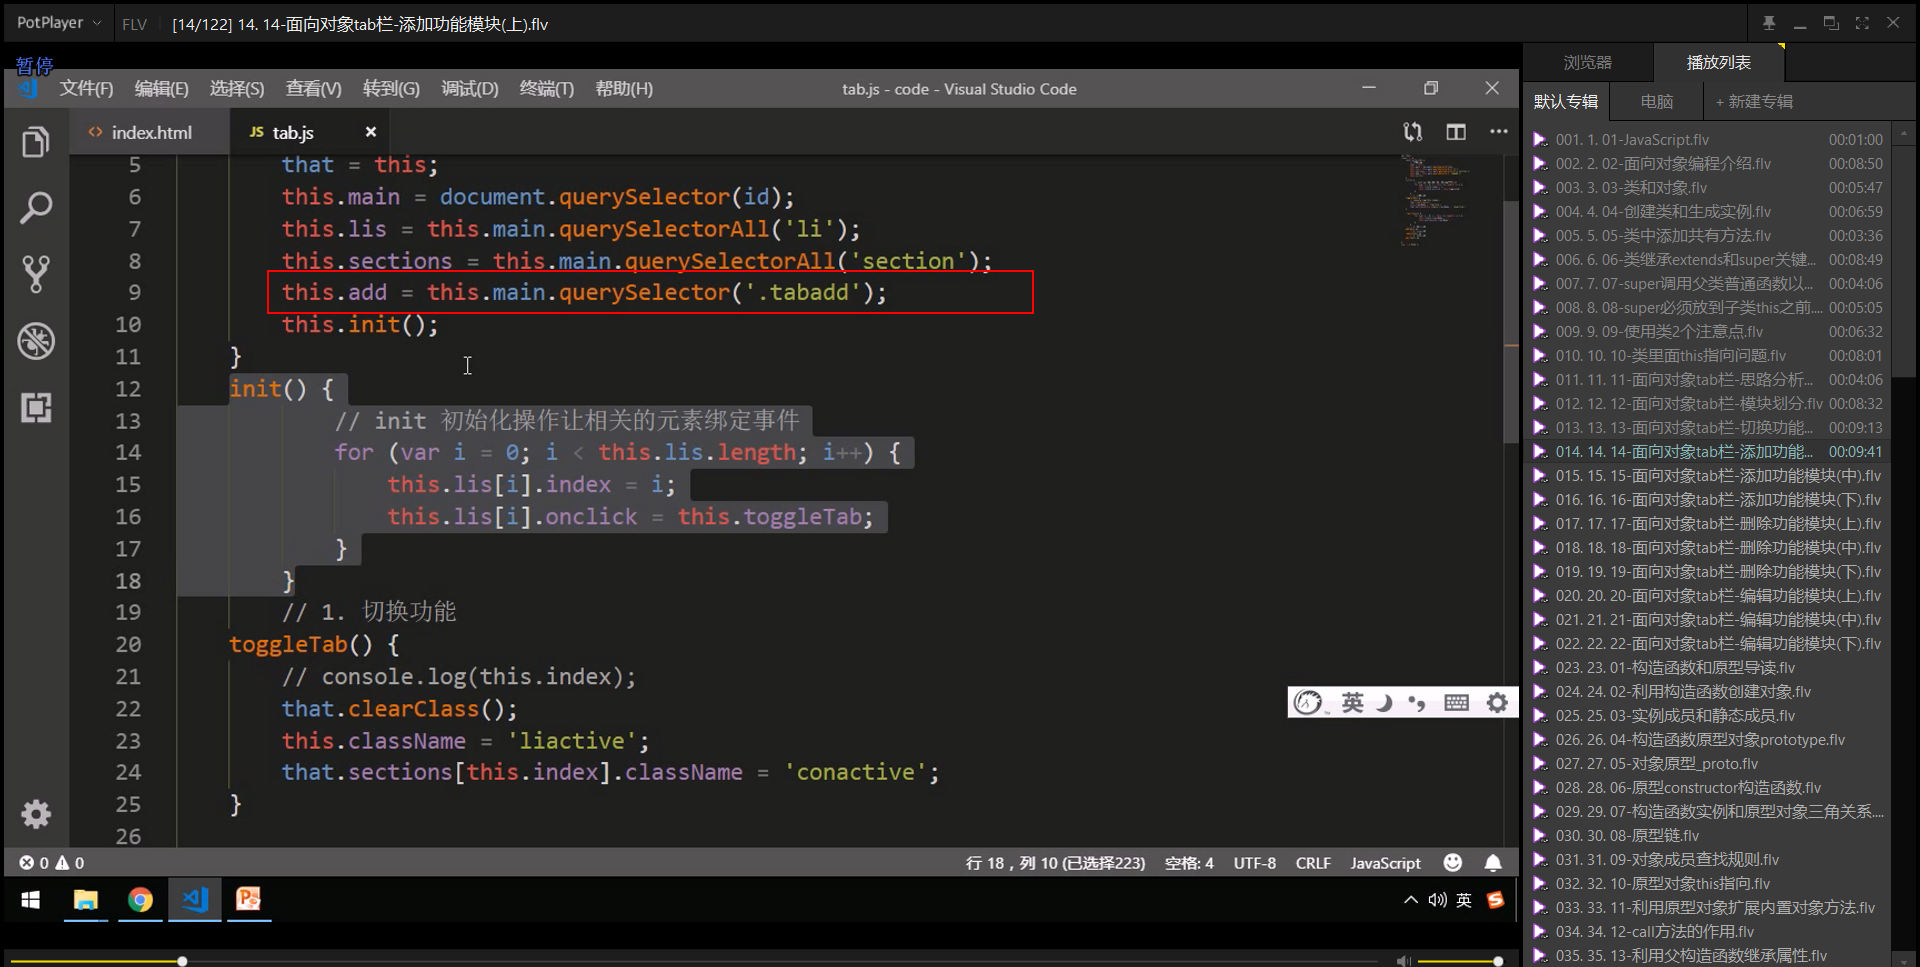 PotPlayer
FLV
[14/122] 14. 14-面向对象tab栏-添加功能模块(上).flv
暂停
文件(F) 编辑(E) 选择(S) 查看(V) 转到(G) 调试(D) 终端(T) 帮助(H)
tab.js - code - Visual Studio Code
<> index.html
JS tab.js ×
5 that = this;
6 this.main = document.querySelector(id);
7 this.lis = this.main.querySelectorAll('li');
8 this.sections = this.main.querySelectorAll('section');
9 this.add = this.main.querySelector('.tabadd');
10 this.init();
11 }
12 init() {
13 // init 初始化操作让相关的元素绑定事件
14 for (var i = 0; i < this.lis.length; i++) {
15 this.lis[i].index = i;
16 this.lis[i].onclick = this.toggleTab;
17 }
18 }
19 // 1. 切换功能
20 toggleTab() {
21 // console.log(this.index);
22 that.clearClass();
23 this.className = 'liactive';
24 that.sections[this.index].className = 'conactive';
25 }
26
英
0 0
行 18，列 10 (已选择223) 空格: 4 UTF-8 CRLF JavaScript
英
浏览器 播放列表
默认专辑 电脑 + 新建专辑
001. 1. 01-JavaScript.flv 00:01:00
002. 2. 02-面向对象编程介绍.flv 00:08:50
003. 3. 03-类和对象.flv 00:05:47
004. 4. 04-创建类和生成实例.flv 00:06:59
005. 5. 05-类中添加共有方法.flv 00:03:36
006. 6. 06-类继承extends和super关键... 00:08:49
007. 7. 07-super调用父类普通函数以... 00:04:06
008. 8. 08-super必须放到子类this之前.... 00:05:05
009. 9. 09-使用类2个注意点.flv 00:06:32
010. 10. 10-类里面this指向问题.flv 00:08:01
011. 11. 11-面向对象tab栏-思路分析... 00:04:06
012. 12. 12-面向对象tab栏-模块划分.flv 00:08:32
013. 13. 13-面向对象tab栏-切换功能... 00:09:13
014. 14. 14-面向对象tab栏-添加功能... 00:09:41
015. 15. 15-面向对象tab栏-添加功能模块(中).flv
016. 16. 16-面向对象tab栏-添加功能模块(下).flv
017. 17. 17-面向对象tab栏-删除功能模块(上).flv
018. 18. 18-面向对象tab栏-删除功能模块(中).flv
019. 19. 19-面向对象tab栏-删除功能模块(下).flv
020. 20. 20-面向对象tab栏-编辑功能模块(上).flv
021. 21. 21-面向对象tab栏-编辑功能模块(中).flv
022. 22. 22-面向对象tab栏-编辑功能模块(下).flv
023. 23. 01-构造函数和原型导读.flv
024. 24. 02-利用构造函数创建对象.flv
025. 25. 03-实例成员和静态成员.flv
026. 26. 04-构造函数原型对象prototype.flv
027. 27. 05-对象原型_proto.flv
028. 28. 06-原型constructor构造函数.flv
029. 29. 07-构造函数实例和原型对象三角关系....
030. 30. 08-原型链.flv
031. 31. 09-对象成员查找规则.flv
032. 32. 10-原型对象this指向.flv
033. 33. 11-利用原型对象扩展内置对象方法.flv
034. 34. 12-call方法的作用.flv
035. 35. 13-利用父构造函数继承属性.flv